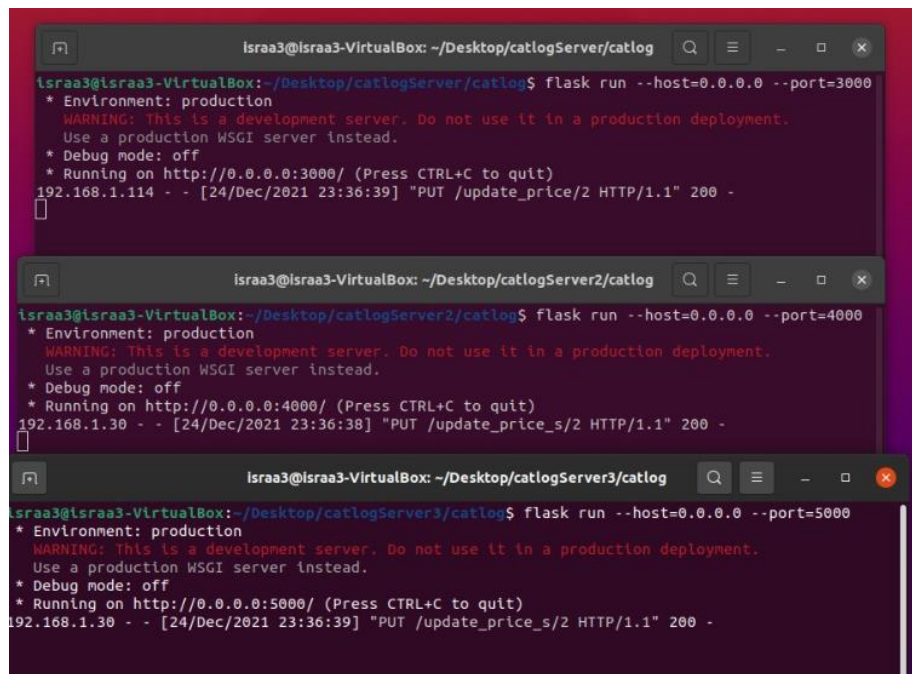 israa3@israa3-VirtualBox: ~/Desktop/catlogServer/catlog
israa3@israa3-VirtualBox:~/Desktop/catlogServer/catlog$ flask run --host=0.0.0.0 --port=3000
* Environment: production
WARNING: This is a development server. Do not use it in a production deployment.
Use a production WSGI server instead.
* Debug mode: off
* Running on http://0.0.0.0:3000/ (Press CTRL+C to quit)
192.168.1.114 - - [24/Dec/2021 23:36:39] "PUT /update_price/2 HTTP/1.1" 200 -
israa3@israa3-VirtualBox: ~/Desktop/catlogServer2/catlog
israa3@israa3-VirtualBox:~/Desktop/catlogServer2/catlog$ flask run --host=0.0.0.0 --port=4000
* Environment: production
WARNING: This is a development server. Do not use it in a production deployment.
Use a production WSGI server instead.
* Debug mode: off
* Running on http://0.0.0.0:4000/ (Press CTRL+C to quit)
192.168.1.30 - - [24/Dec/2021 23:36:38] "PUT /update_price_s/2 HTTP/1.1" 200 -
israa3@israa3-VirtualBox: ~/Desktop/catlogServer3/catlog
israa3@israa3-VirtualBox:~/Desktop/catlogServer3/catlog$ flask run --host=0.0.0.0 --port=5000
* Environment: production
WARNING: This is a development server. Do not use it in a production deployment.
Use a production WSGI server instead.
* Debug mode: off
* Running on http://0.0.0.0:5000/ (Press CTRL+C to quit)
192.168.1.30 - - [24/Dec/2021 23:36:39] "PUT /update_price_s/2 HTTP/1.1" 200 -